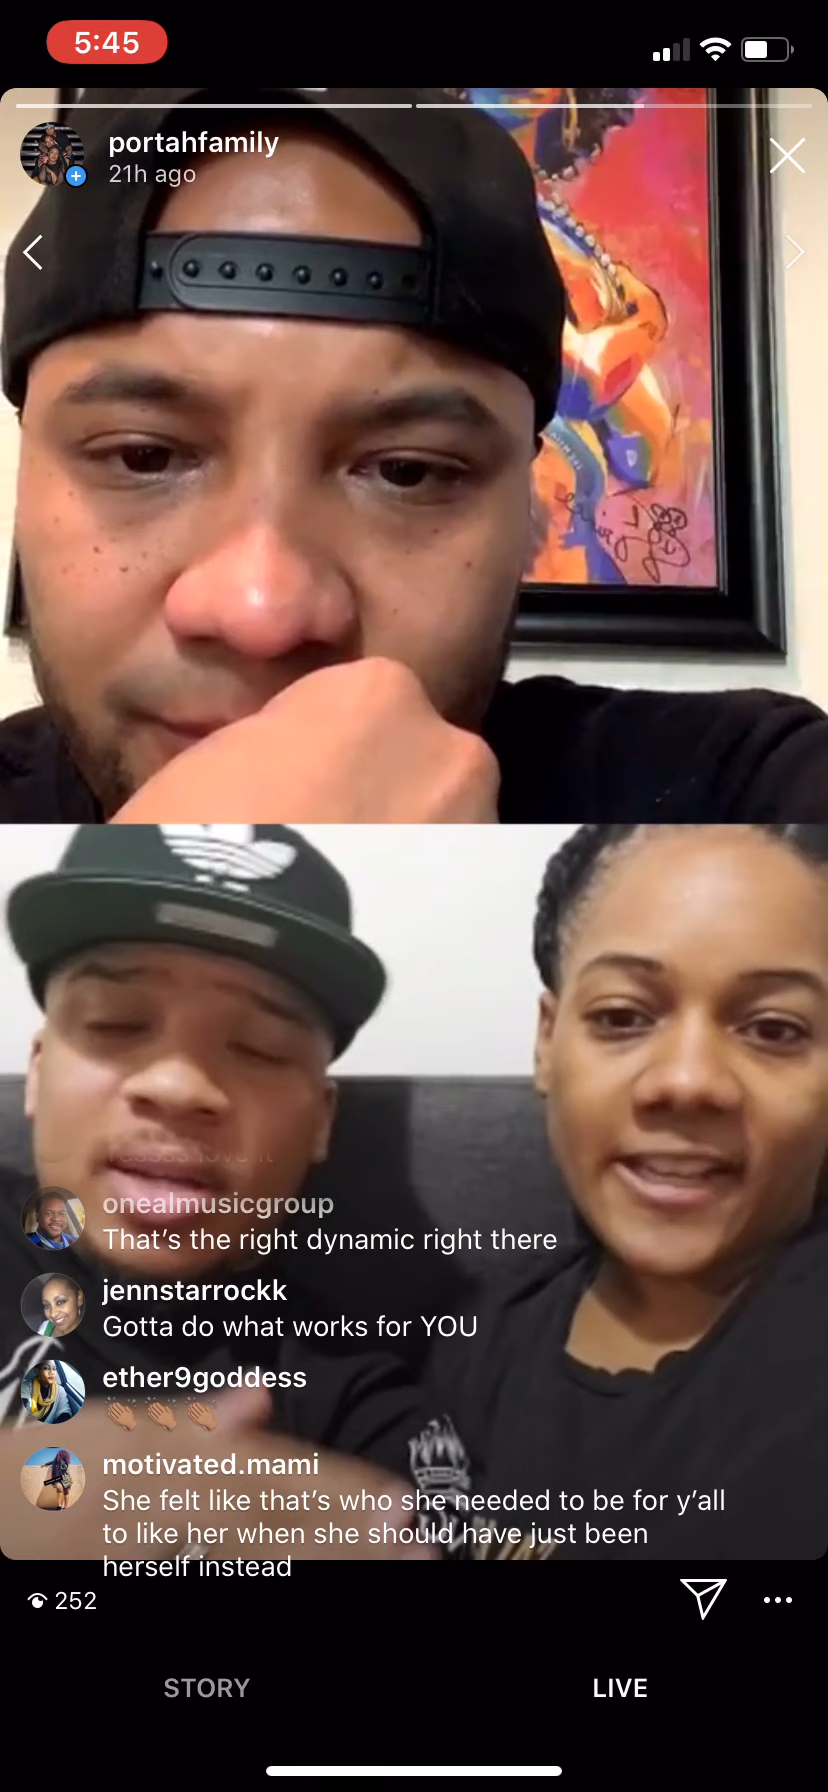 5:45
portahfamily
21h ago
onealmusicgroup
That's the right dynamic right there
jennstarrockk
Gotta do what works for YOU
ether9goddess
👏🏽👏🏽👏🏽
motivated.mami
She felt like that's who she needed to be for y'all
to like her when she should have just been
herself instead
252
STORY
LIVE